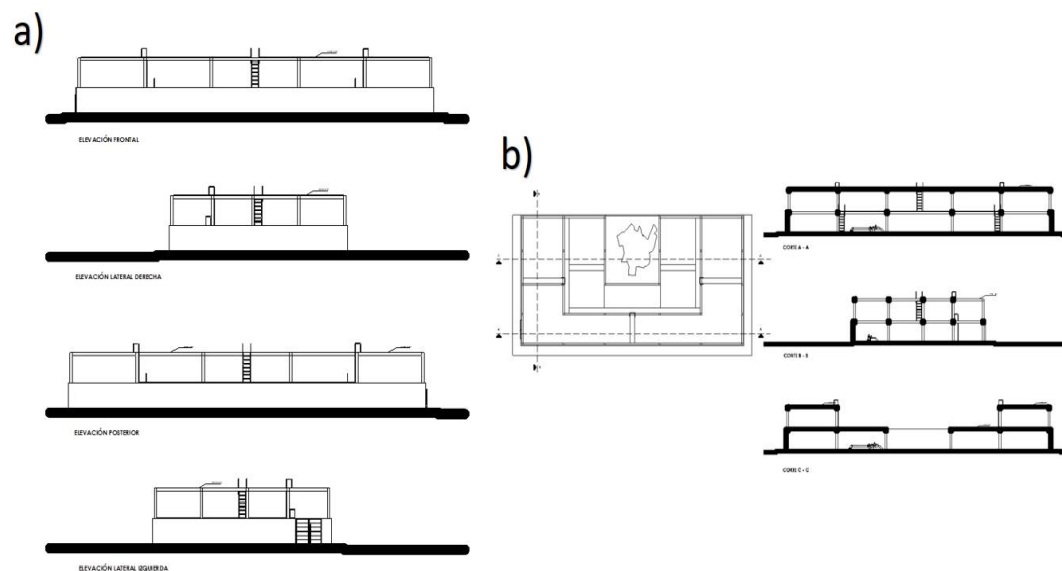 a)
ELEVACIÓN FRONTAL
ELEVACIÓN LATERAL DERECHA
ELEVACIÓN POSTERIOR
ELEVACIÓN LATERAL IZQUIERDA
b)
CORTE A - A
CORTE B - B
CORTE C - C